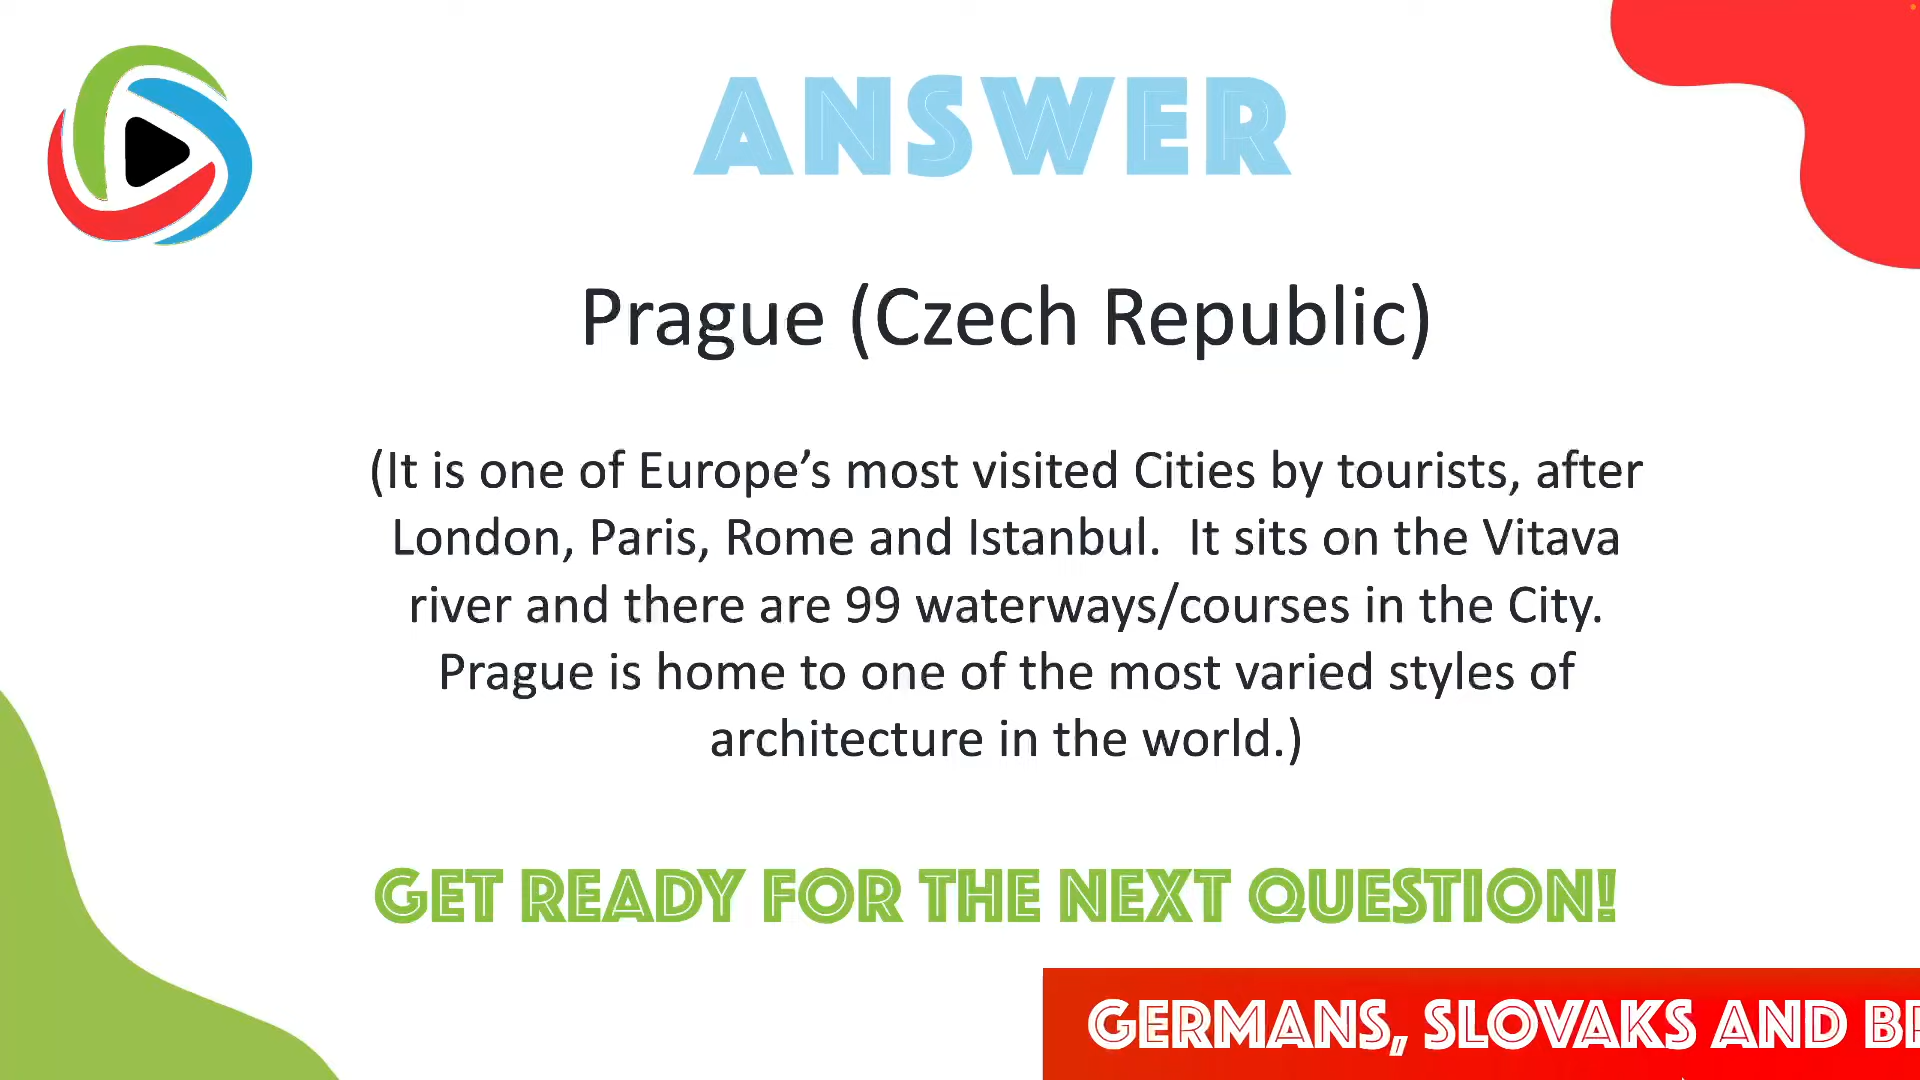 ANSWER
Prague (Czech Republic)
(It is one of Europe’s most visited Cities by tourists, after
London, Paris, Rome and Istanbul.  It sits on the Vitava
river and there are 99 waterways/courses in the City.
Prague is home to one of the most varied styles of
architecture in the world.)
GET READY FOR THE NEXT QUESTION!
GERMANS, SLOVAKS AND